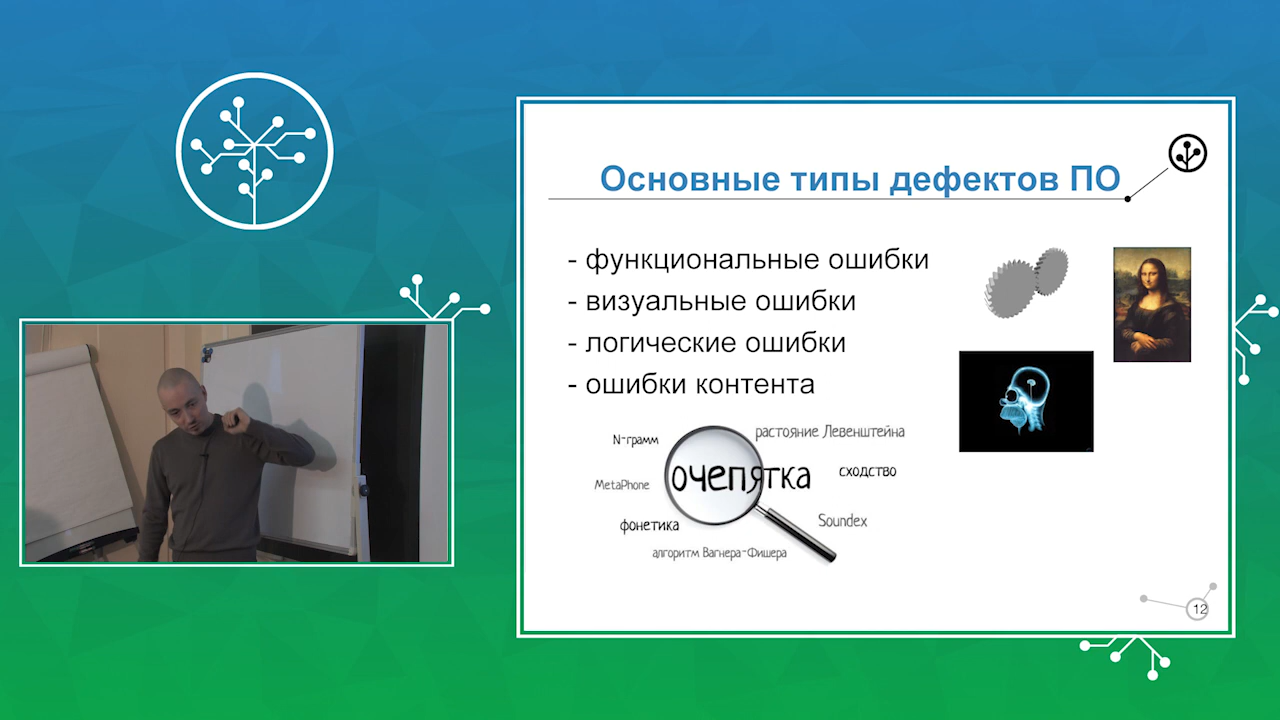 Основные типы дефектов ПО
- функциональные ошибки
- визуальные ошибки
- логические ошибки
- ошибки контента
N-грамм
растояние Левенштейна
MetaPhone
очепятка
сходство
фонетика
Soundex
алгоритм Вагнера-Фишера
12